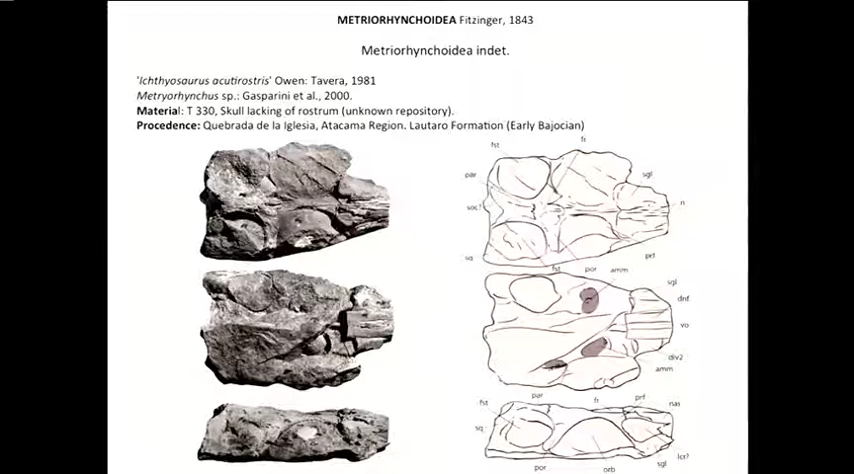 METRIORHYNCHOIDEA Fitzinger, 1843
Metriorhynchoidea indet.
'Ichthyosaurus acutirostris' Owen: Tavera, 1981
Metryorhynchus sp.: Gasparini et al., 2000.
Material: T 330, Skull lacking of rostrum (unknown repository).
Procedence: Quebrada de la Iglesia, Atacama Region. Lautaro Formation (Early Bajocian)
fst
fr
par
sgl
soc?
n
sq
prf
fst por amm
sgl
dnf
vo
div2
amm
par fr prf
fst
nas
sq
lcr?
por orb sgl